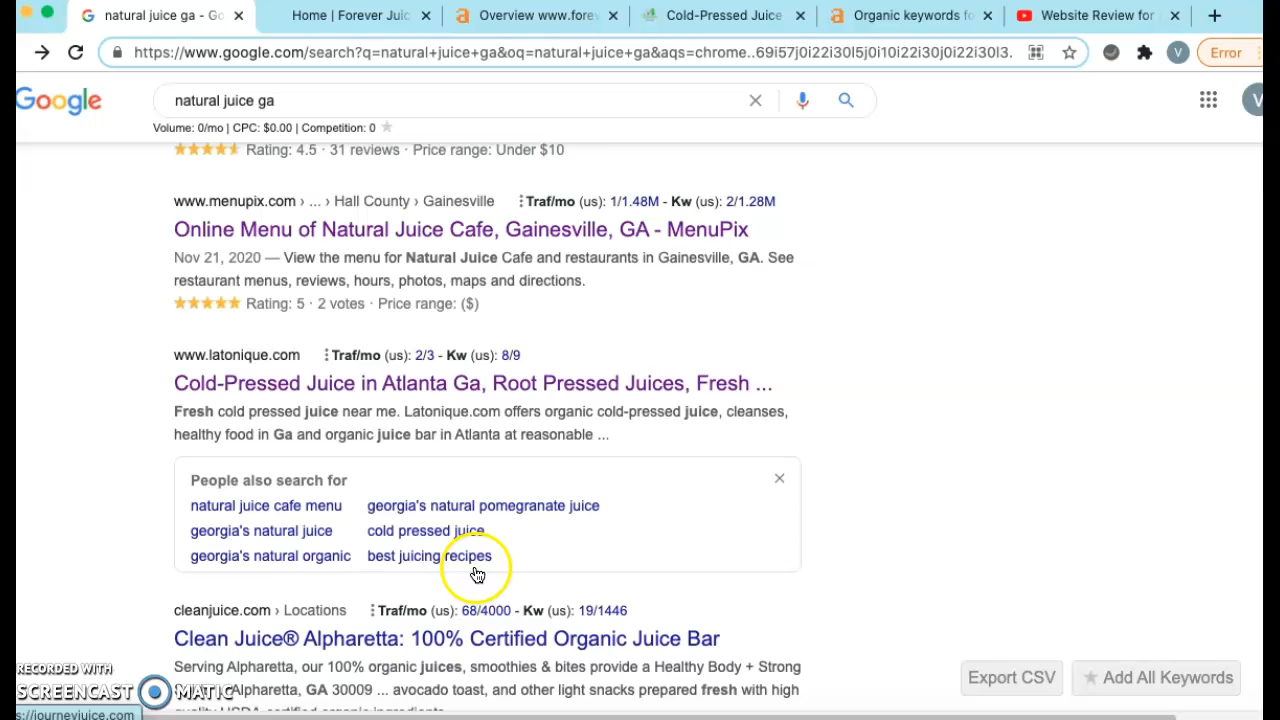 natural juice ga - Go
Home | Forever Juic
Overview www.fore
Cold-Pressed Juice
Organic keywords fo
Website Review for
https://www.google.com/search?q=natural+juice+ga&oq=natural+juice+ga&aqs=chrome..69i57j0i22i30l5j0i10i22i30j0i22i30l3.
V
Error
Google
natural juice ga
V
Volume: 0/mo | CPC: $0.00 | Competition: 0
Rating: 4.5 · 31 reviews · Price range: Under $10
www.menupix.com › ... › Hall County › Gainesville Traf/mo (us): 1/1.48M - Kw (us): 2/1.28M
Online Menu of Natural Juice Cafe, Gainesville, GA - MenuPix
Nov 21, 2020 — View the menu for Natural Juice Cafe and restaurants in Gainesville, GA. See
restaurant menus, reviews, hours, photos, maps and directions.
Rating: 5 · 2 votes · Price range: ($)
www.latonique.com Traf/mo (us): 2/3 - Kw (us): 8/9
Cold-Pressed Juice in Atlanta Ga, Root Pressed Juices, Fresh ...
Fresh cold pressed juice near me. Latonique.com offers organic cold-pressed juice, cleanses,
healthy food in Ga and organic juice bar in Atlanta at reasonable ...
People also search for
natural juice cafe menu georgia's natural pomegranate juice
georgia's natural juice cold pressed juice
georgia's natural organic best juicing recipes
cleanjuice.com › Locations Traf/mo (us): 68/4000 - Kw (us): 19/1446
Clean Juice® Alpharetta: 100% Certified Organic Juice Bar
Serving Alpharetta, our 100% organic juices, smoothies & bites provide a Healthy Body + Strong
Alpharetta, GA 30009 ... avocado toast, and other light snacks prepared fresh with high
Export CSV
Add All Keywords
RECORDED WITH
SCREENCAST MATIC
s://journeyjuice.com